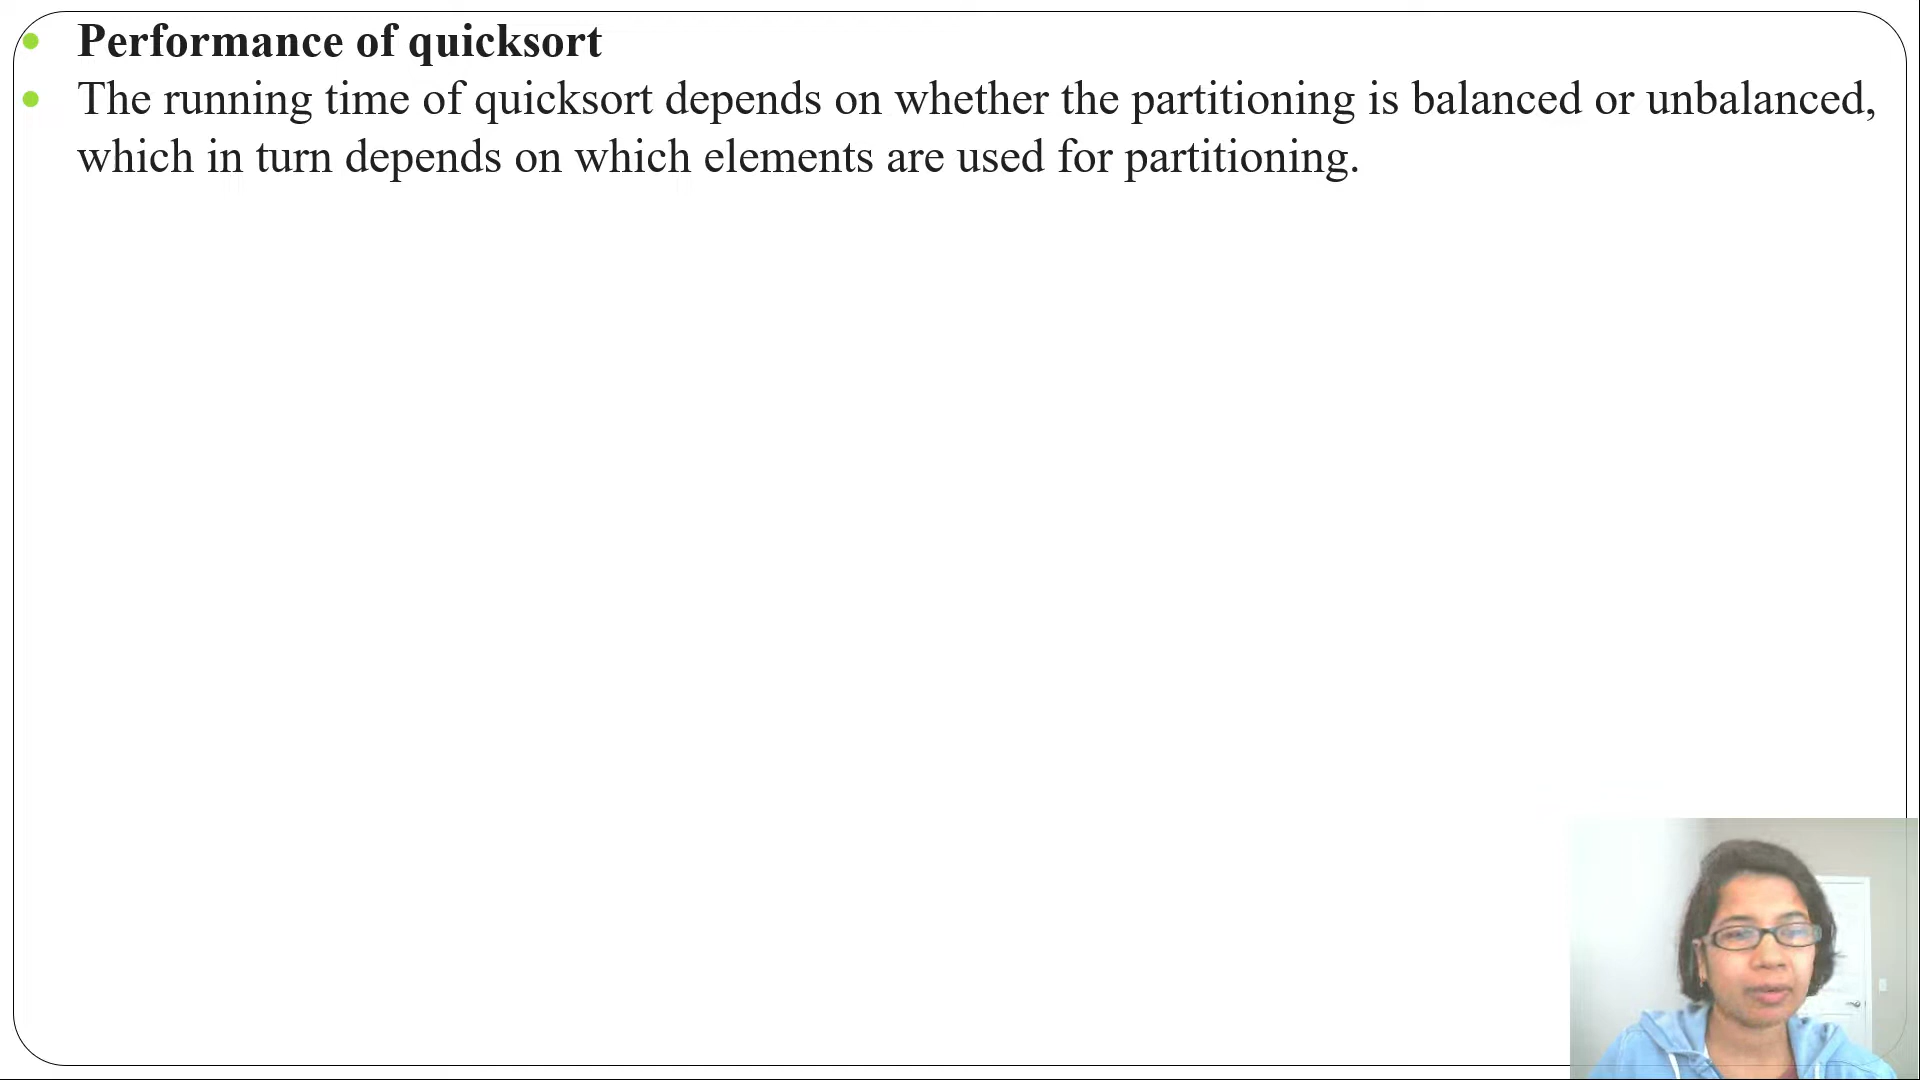 Performance of quicksort
The running time of quicksort depends on whether the partitioning is balanced or unbalanced,
which in turn depends on which elements are used for partitioning.